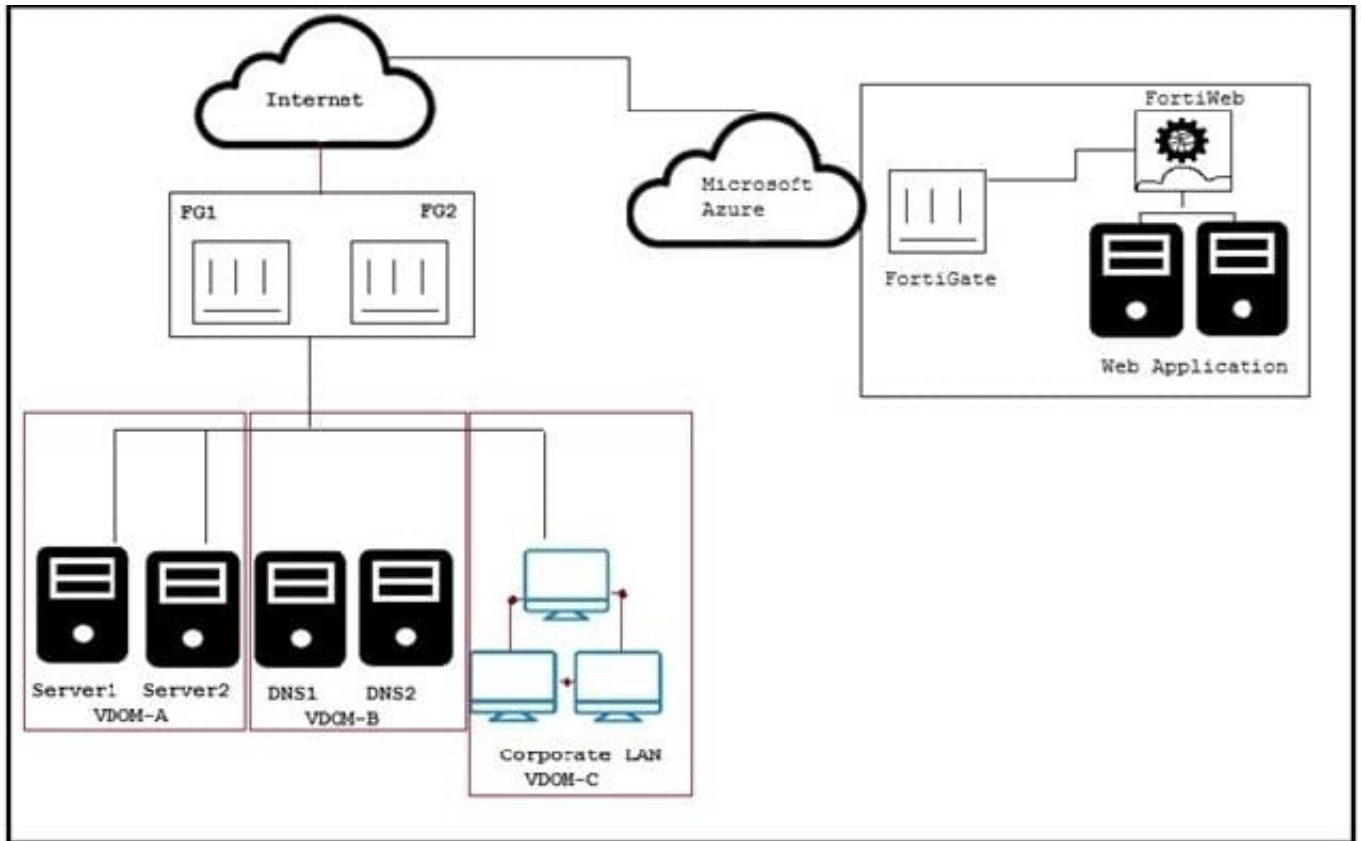 Internet
FortiWeb
Microsoft
Azure
FG1
FG2
FortiGate
Web Application
Server1
Server2
VDOM-A
DNS1
DNS2
VDOM-B
Corporate LAN
VDOM-C